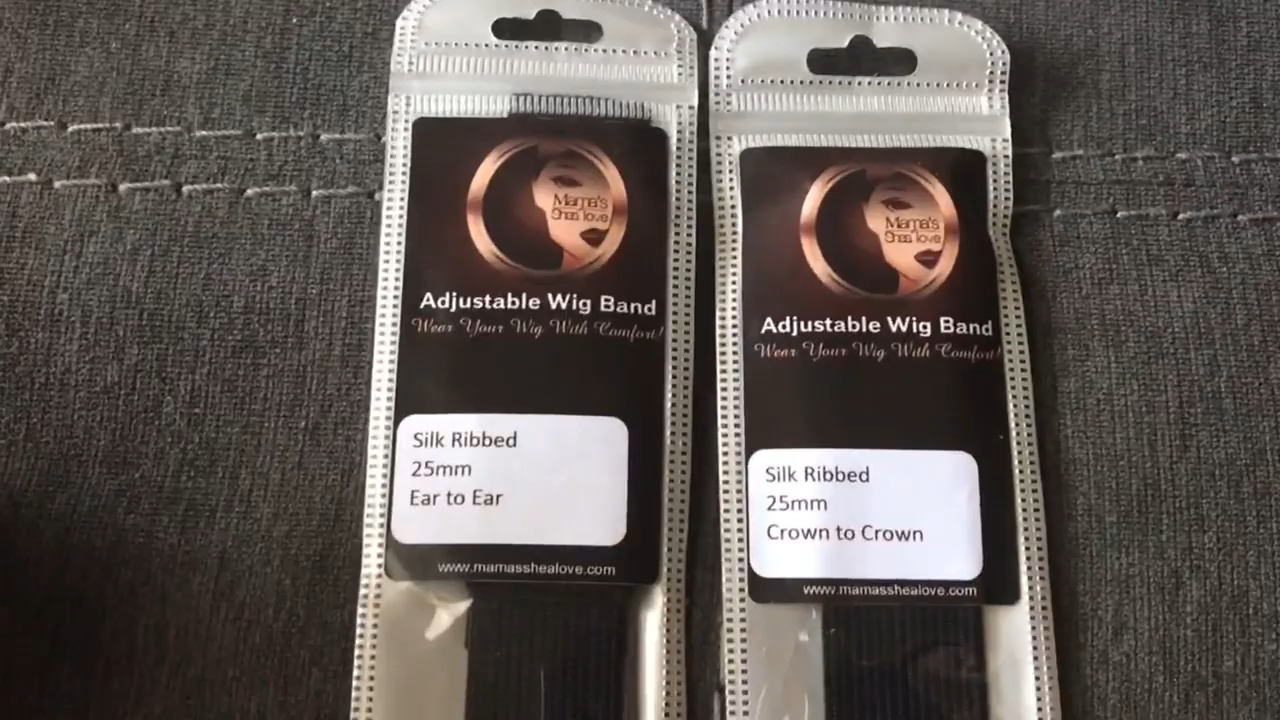 Mama's
Shea love
Adjustable Wig Band
Wear Your Wig With Comfort!
Silk Ribbed
25mm
Ear to Ear
www.mamasshealove.com
Mama's
Shea love
Adjustable Wig Band
Wear Your Wig With Comfort!
Silk Ribbed
25mm
Crown to Crown
www.mamasshealove.com